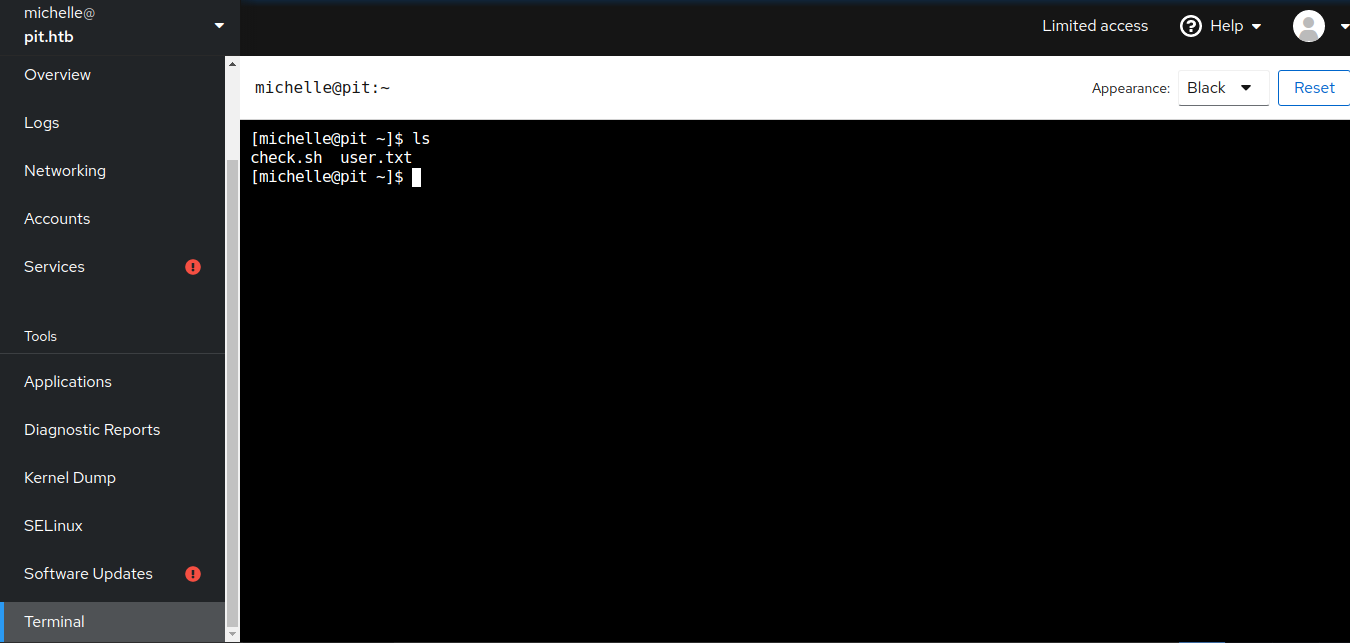 michelle@
pit.htb
Limited access
Help
Overview
Logs
Networking
Accounts
Services
Tools
Applications
Diagnostic Reports
Kernel Dump
SELinux
Software Updates
Terminal
michelle@pit:~
Appearance:
Black
Reset
[michelle@pit ~]$ ls
check.sh  user.txt
[michelle@pit ~]$